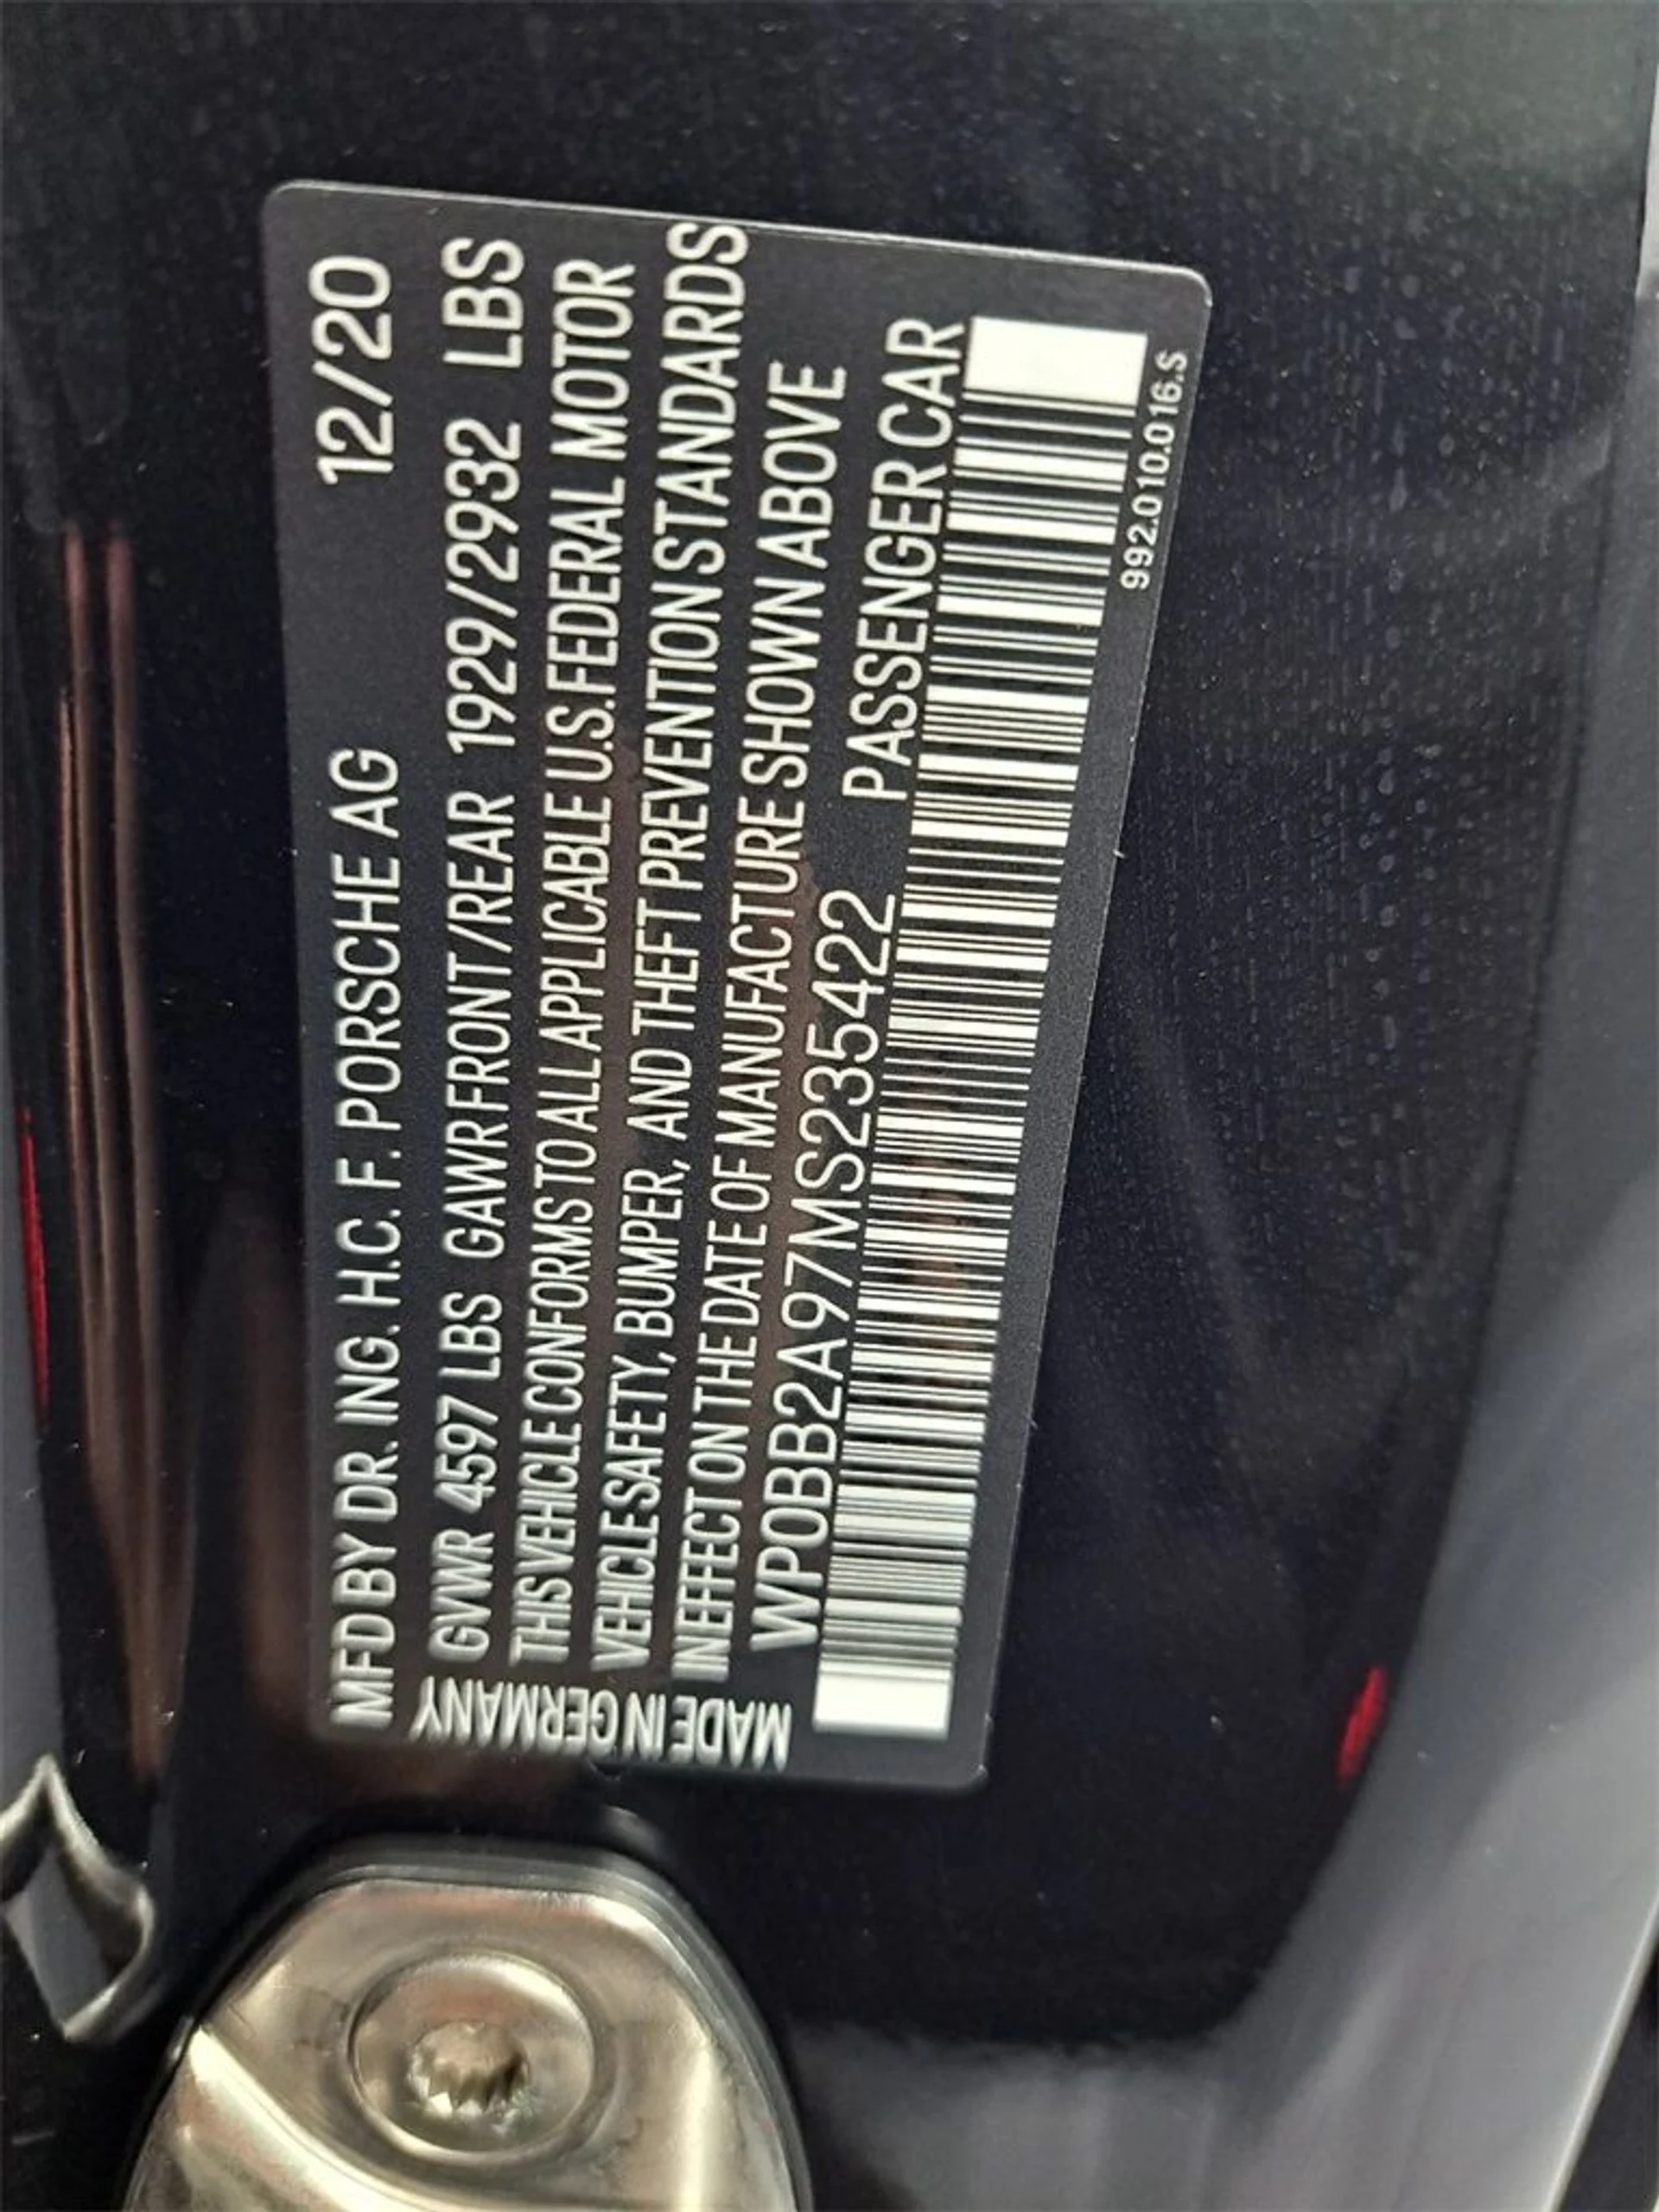 MFD BY DR. ING. H.C. F. PORSCHE AG 12/20
GVWR 4597 LBS GAWR FRONT/REAR 1929/2932 LBS
THIS VEHICLE CONFORMS TO ALL APPLICABLE U.S. FEDERAL MOTOR
VEHICLE SAFETY, BUMPER, AND THEFT PREVENTION STANDARDS
IN EFFECT ON THE DATE OF MANUFACTURE SHOWN ABOVE
WP0BB2A97MS235422 PASSENGER CAR
992.010.016.S
MADE IN GERMANY